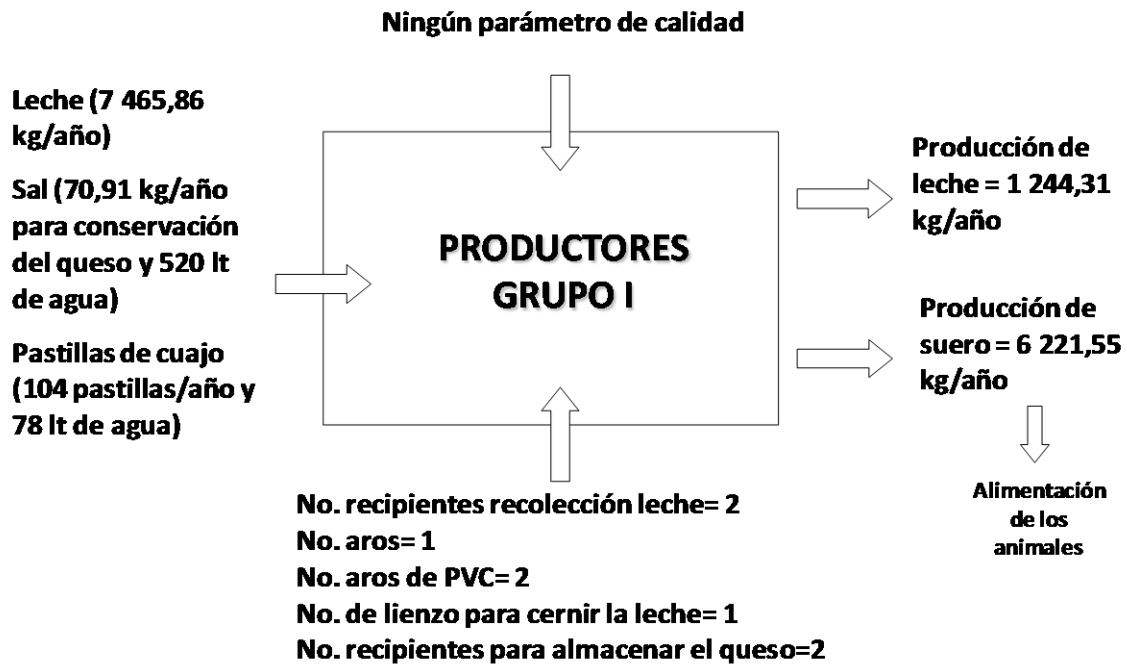 Ningún parámetro de calidad
Leche (7 465,86
kg/año)
Sal (70,91 kg/año
para conservación
del queso y 520 lt
de agua)
Pastillas de cuajo
(104 pastillas/año y
78 lt de agua)
PRODUCTORES
GRUPO I
Producción de
leche = 1 244,31
kg/año
Producción de
suero = 6 221,55
kg/año
Alimentación
de los
animales
No. recipientes recolección leche= 2
No. aros= 1
No. aros de PVC= 2
No. de lienzo para cernir la leche= 1
No. recipientes para almacenar el queso=2